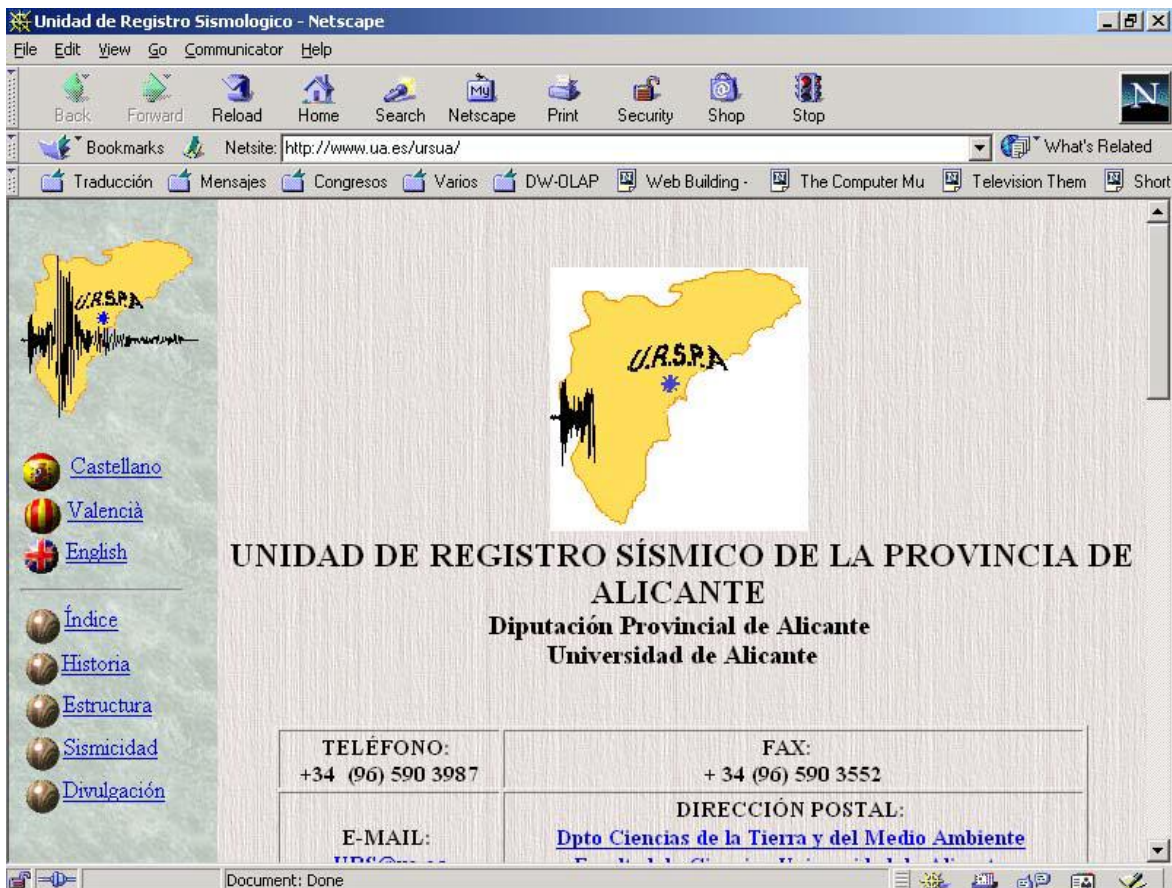 Unidad de Registro Sismologico - Netscape
File Edit View Go Communicator Help
Back Forward Reload Home Search My Netscape Print Security Shop Stop N
Bookmarks Netsite: http://www.ua.es/ursua/ What's Related
Traducción Mensajes Congresos Varios DW-OLAP Web Building - The Computer Mu Television Them Short
U.R.S.P.A
Castellano
Valencià
English
Índice
Historia
Estructura
Sismicidad
Divulgación
U.R.S.P.A
UNIDAD DE REGISTRO SÍSMICO DE LA PROVINCIA DE
ALICANTE
Diputación Provincial de Alicante
Universidad de Alicante
TELÉFONO:
+34 (96) 590 3987
FAX:
+ 34 (96) 590 3552
E-MAIL:
DIRECCIÓN POSTAL:
Dpto Ciencias de la Tierra y del Medio Ambiente
Document: Done